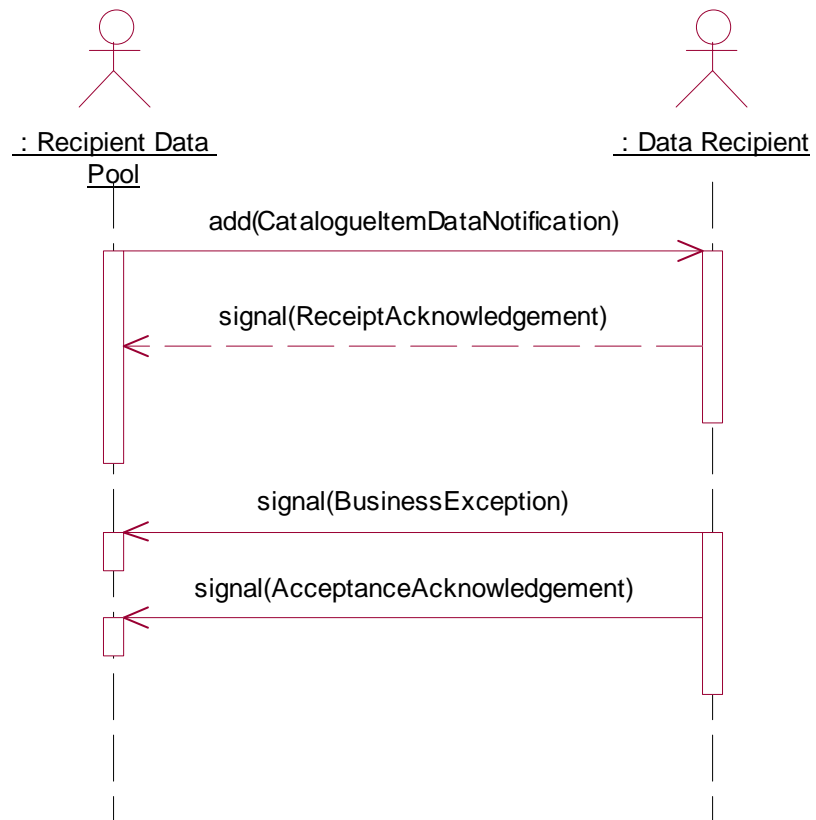 : Recipient Data
Pool
: Data Recipient
add(CatalogueItemDataNotification)
signal(ReceiptAcknowledgement)
signal(BusinessException)
signal(AcceptanceAcknowledgement)